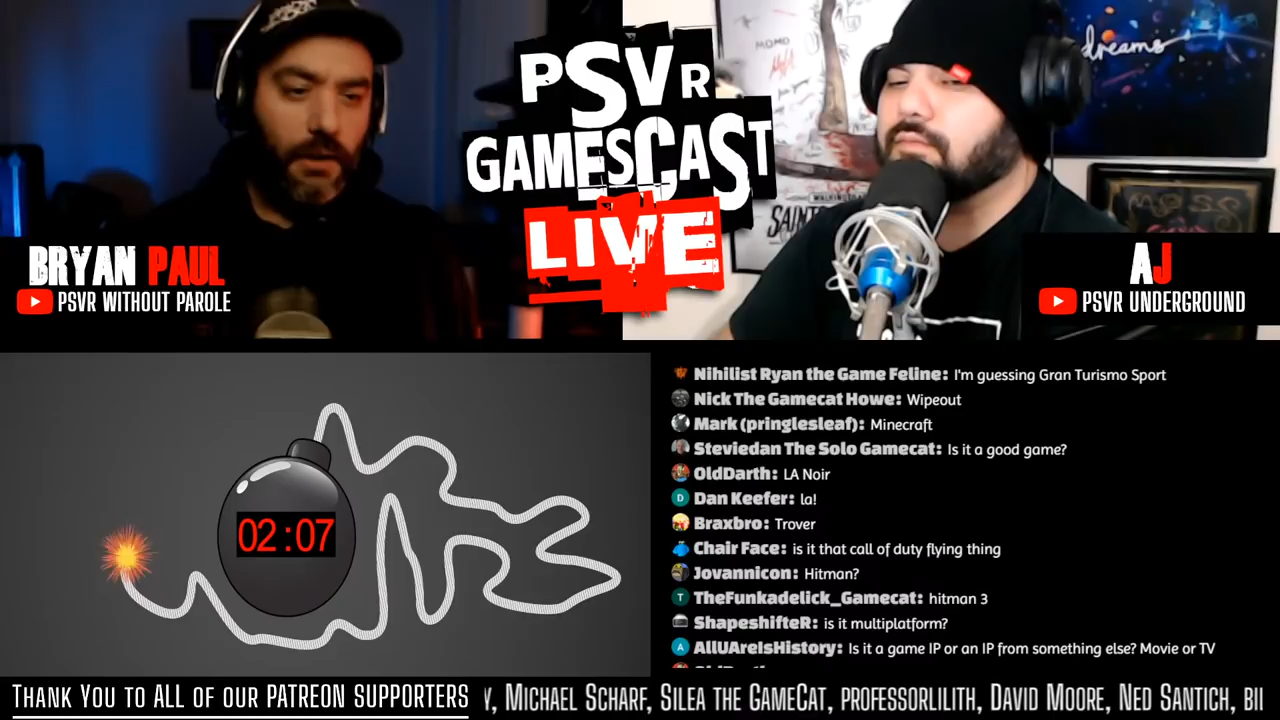 PSVR
GAMESCAST
LIVE
dreams
BRYAN PAUL
PSVR WITHOUT PAROLE
AJ
PSVR UNDERGROUND
02:07
Nihilist Ryan the Game Feline: I'm guessing Gran Turismo Sport
Nick The Gamecat Howe: Wipeout
Mark (pringlesleaf): Minecraft
Steviedan The Solo Gamecat: Is it a good game?
OldDarth: LA Noir
Dan Keefer: la!
Braxbro: Trover
Chair Face: is it that call of duty flying thing
Jovannicon: Hitman?
TheFunkadelick_Gamecat: hitman 3
ShapeshifteR: is it multiplatform?
AllUAreIsHistory: Is it a game IP or an IP from something else? Movie or TV
THANK YOU TO ALL OF OUR PATREON SUPPORTERS
Y, MICHAEL SCHARF, SILEA THE GAMECAT, PROFESSORLILITH, DAVID MOORE, NED SANTICH, BII